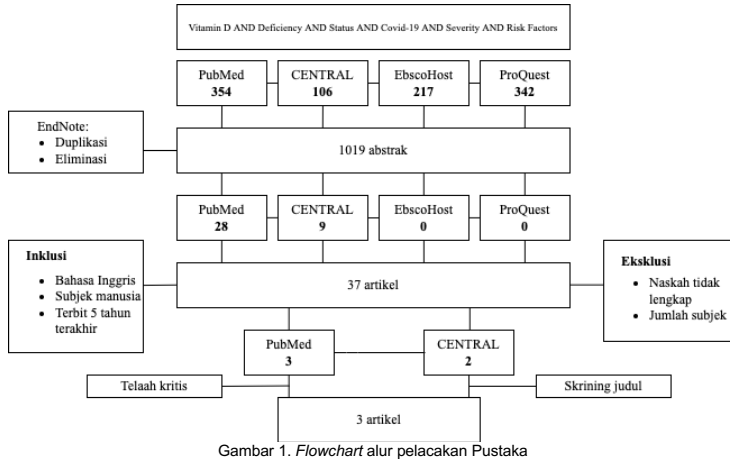 Vitamin D AND Deficiency AND Status AND Covid-19 AND Severity AND Risk Factors
PubMed
354
CENTRAL
106
EbscoHost
217
ProQuest
342
EndNote:
• Duplikasi
• Eliminasi
1019 abstrak
PubMed
28
CENTRAL
9
EbscoHost
0
ProQuest
0
Inklusi
• Bahasa Inggris
• Subjek manusia
• Terbit 5 tahun
terakhir
37 artikel
Eksklusi
• Naskah tidak
lengkap
• Jumlah subjek
PubMed
3
CENTRAL
2
Telaah kritis
Skrining judul
3 artikel
Gambar 1. Flowchart alur pelacakan Pustaka